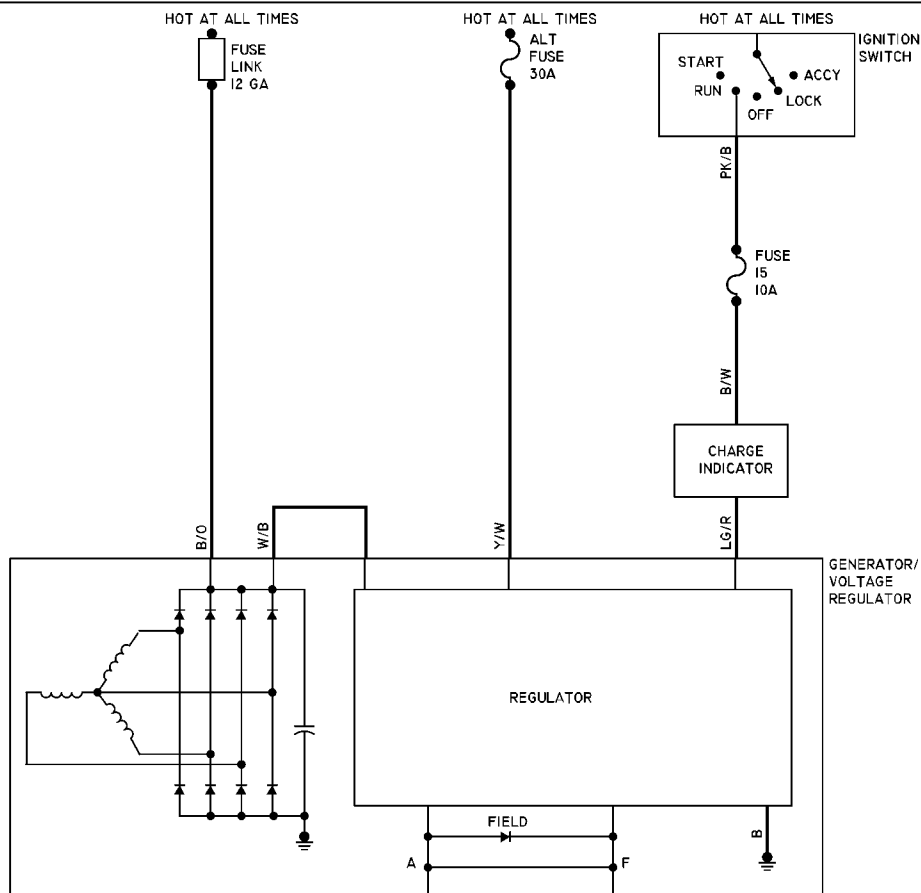 HOT AT ALL TIMES
FUSE
LINK
12 GA
HOT AT ALL TIMES
ALT
FUSE
30A
HOT AT ALL TIMES
IGNITION
SWITCH
START
RUN
OFF
LOCK
ACCY
PK/B
FUSE
15
10A
B/W
CHARGE
INDICATOR
B/O
W/B
Y/W
LG/R
GENERATOR/
VOLTAGE
REGULATOR
REGULATOR
FIELD
A
F
B